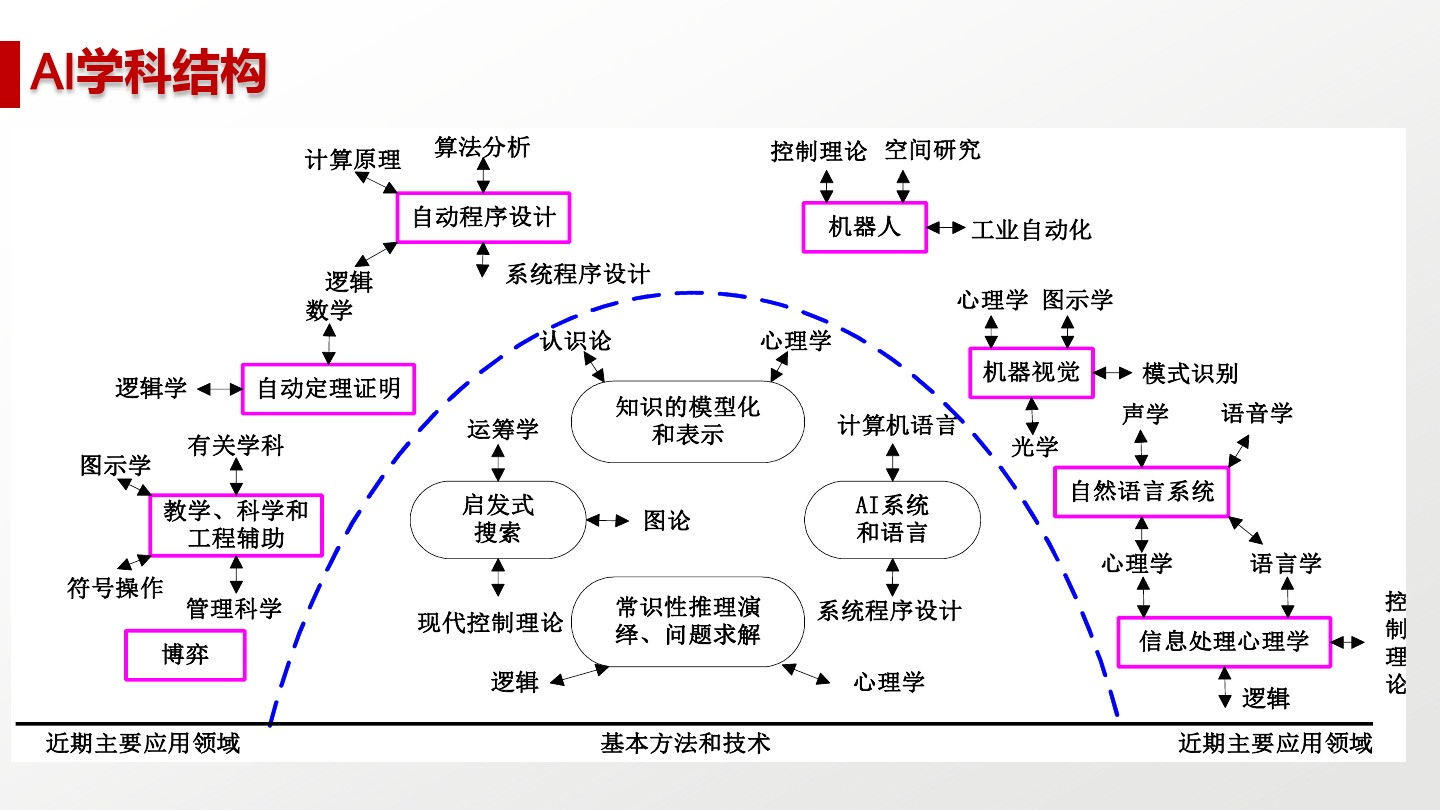 AI学科结构
计算原理
算法分析
控制理论
空间研究
自动程序设计
机器人
工业自动化
逻辑
系统程序设计
数学
心理学
图示学
认识论
心理学
逻辑学
自动定理证明
机器视觉
模式识别
知识的模型化
和表示
声学
语音学
有关学科
运筹学
计算机语言
光学
图示学
教学、科学和
工程辅助
启发式
搜索
图论
AI系统
和语言
自然语言系统
心理学
语言学
符号操作
管理科学
现代控制理论
常识性推理演
绎、问题求解
系统程序设计
控
制
理
论
信息处理心理学
博弈
逻辑
心理学
逻辑
近期主要应用领域
基本方法和技术
近期主要应用领域